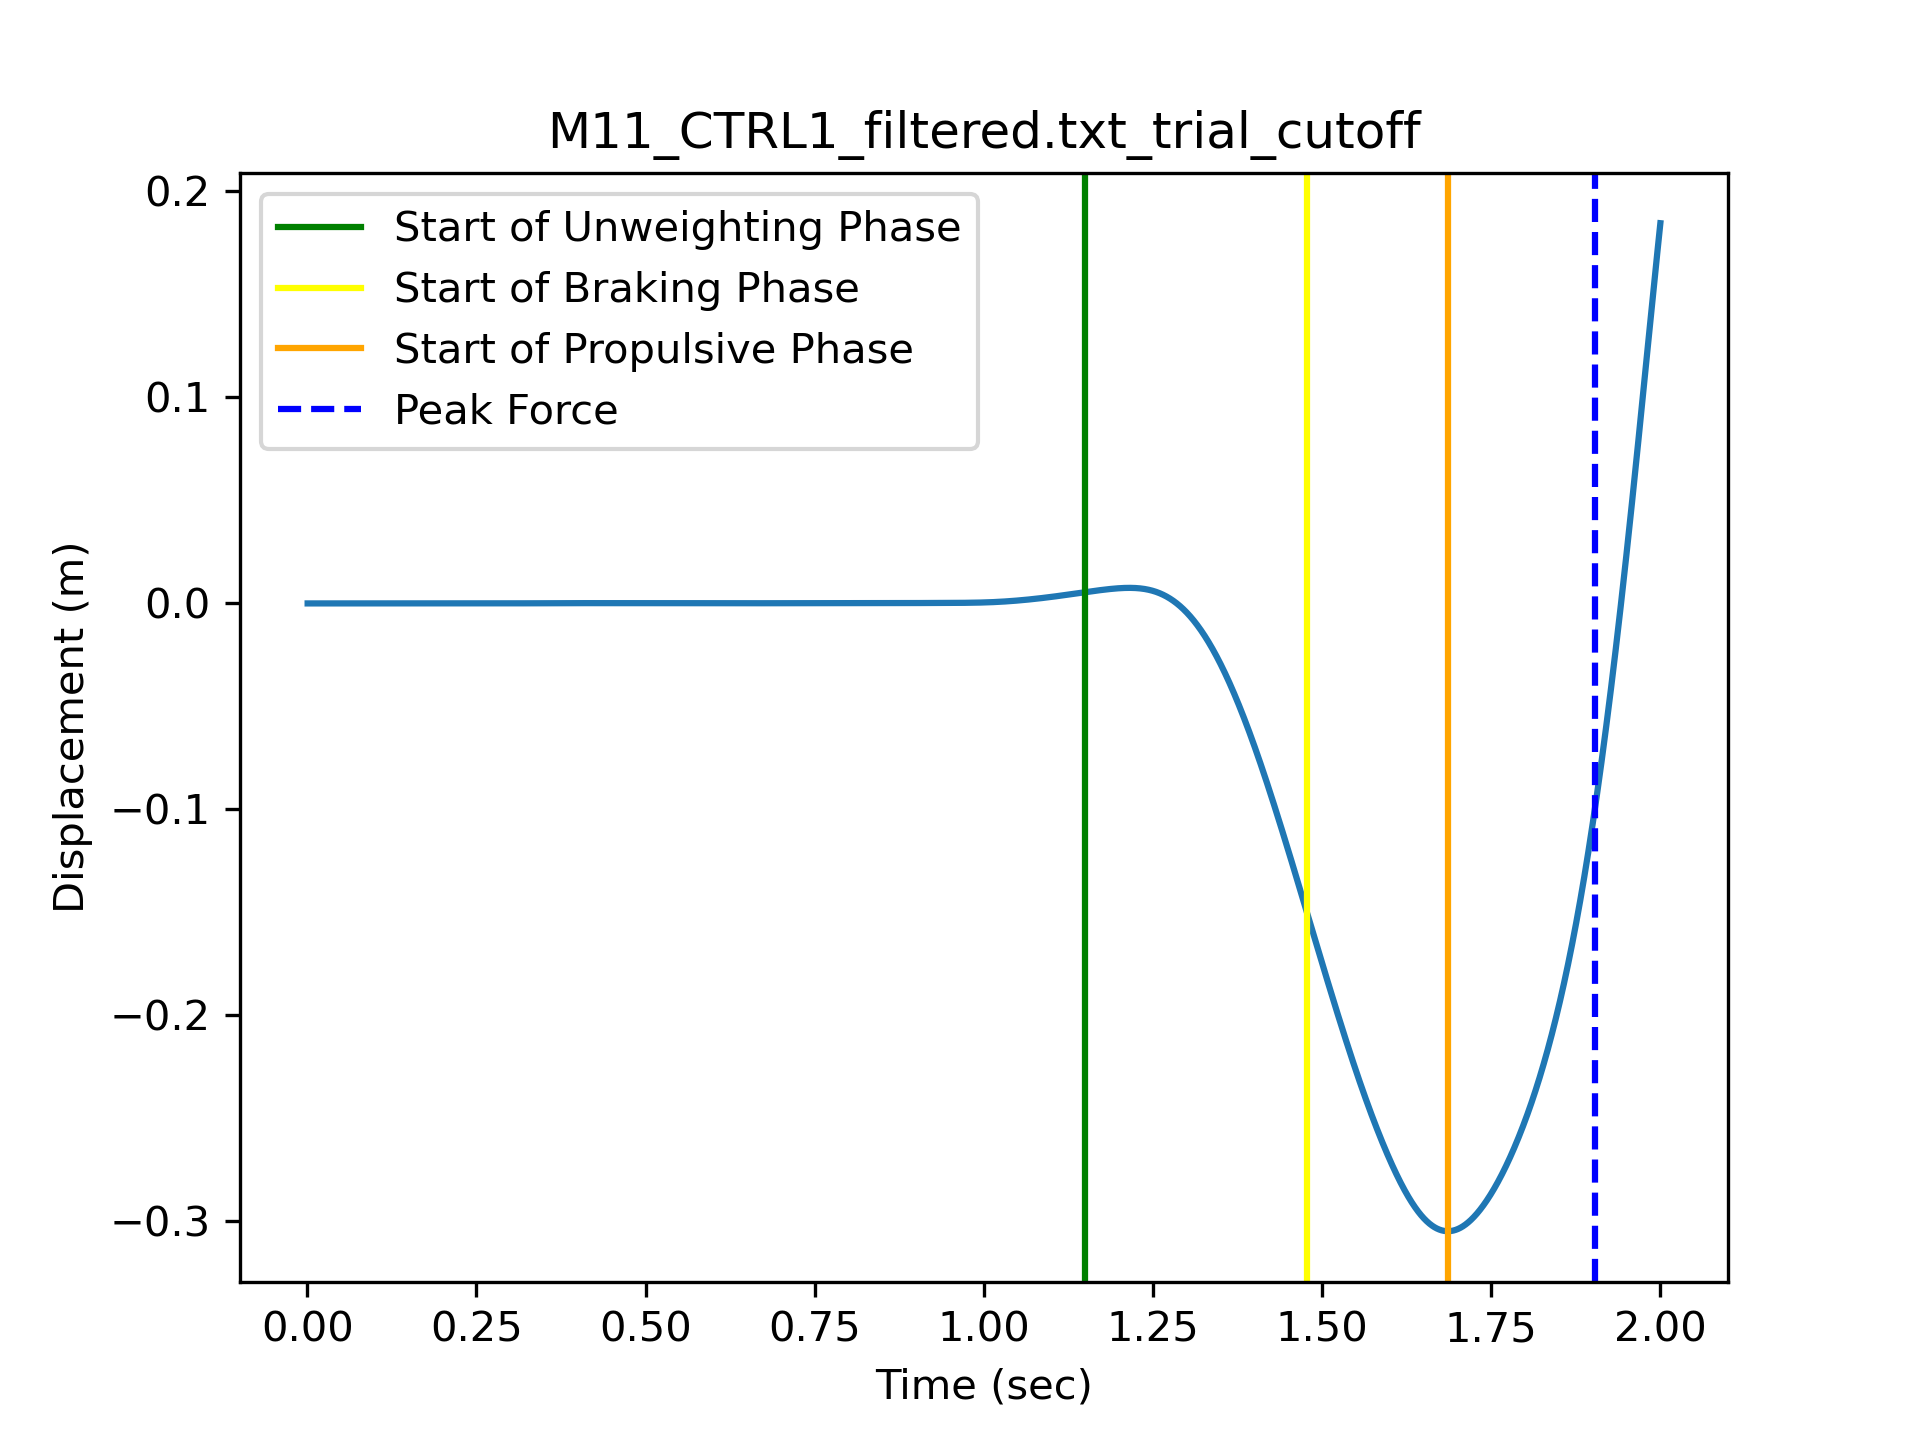 M11_CTRL1_filtered.txt_trial_cutoff
Start of Unweighting Phase
Start of Braking Phase
Start of Propulsive Phase
Peak Force
Displacement (m)
0.2
0.1
0.0
−0.1
−0.2
−0.3
0.00 0.25 0.50 0.75 1.00 1.25 1.50 1.75 2.00
Time (sec)